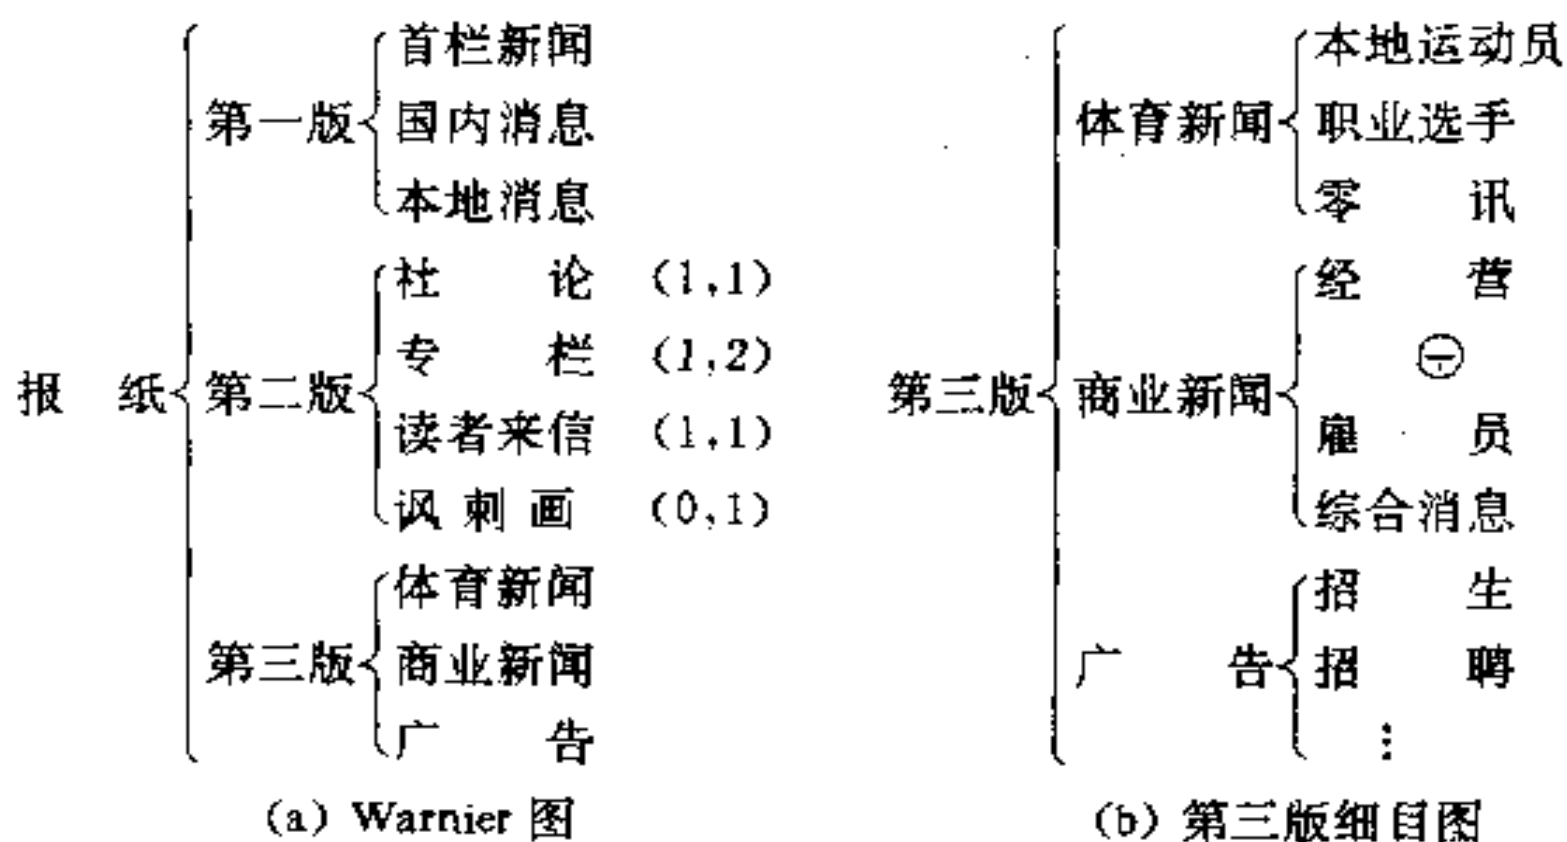 报 纸
第一版
首栏新闻
国内消息
本地消息
第二版
社 论 (1,1)
专 栏 (1,2)
读者来信 (1,1)
讽刺画 (0,1)
第三版
体育新闻
商业新闻
广 告
(a) Warnier 图
第三版
体育新闻
本地运动员
职业选手
零 讯
商业新闻
经 营
⊕
雇 员
综合消息
广 告
招 生
招 聘
⋮
(b) 第三版细目图